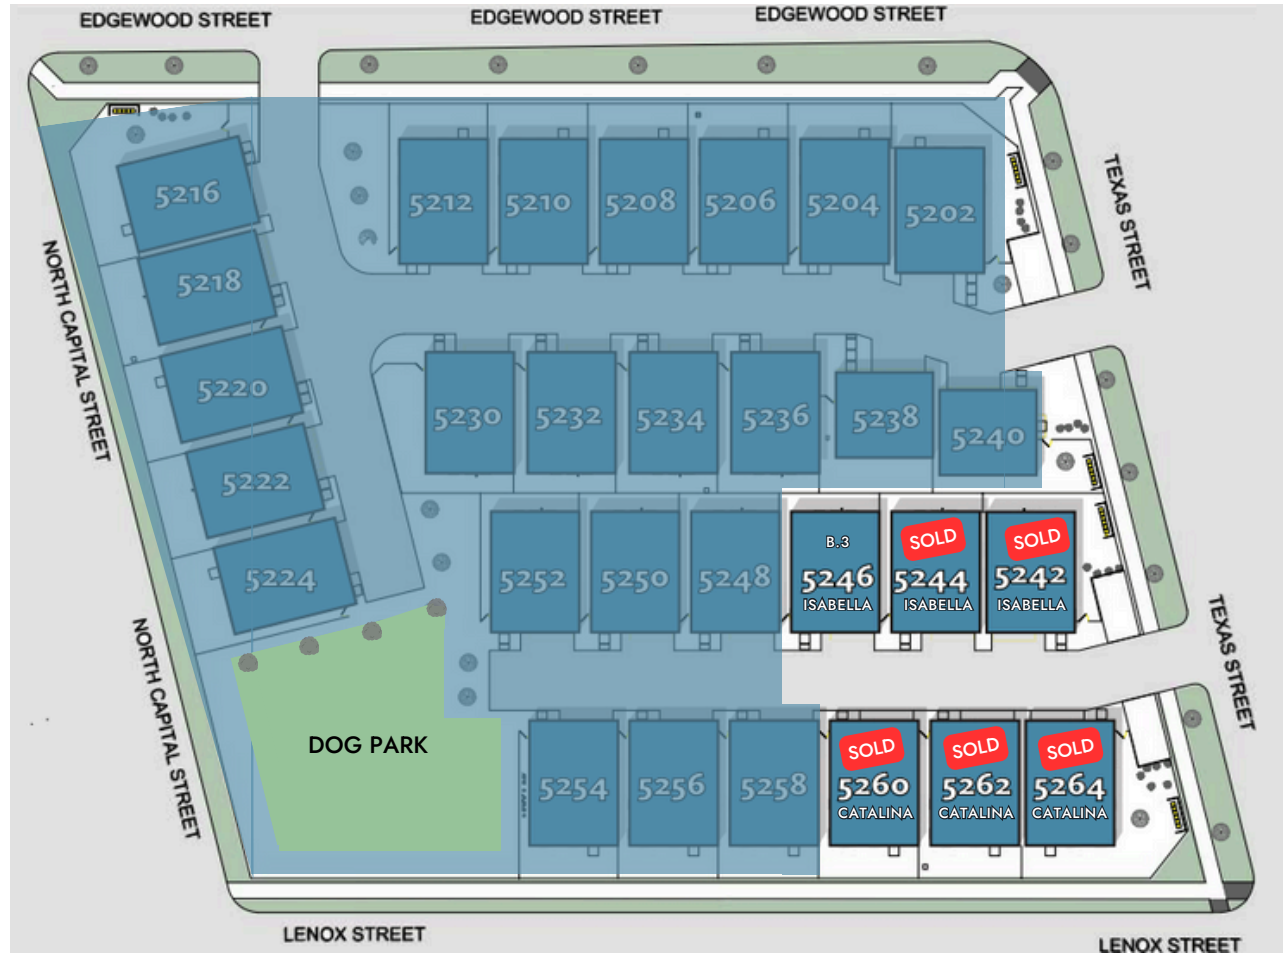 EDGEWOOD STREET
EDGEWOOD STREET
EDGEWOOD STREET
5216
5212
5210
5208
5206
5204
5202
TEXAS STREET
5218
NORTH CAPITAL STREET
5220
5230
5232
5234
5236
5238
5240
5222
5224
5252
5250
5248
B.3
5246
ISABELLA
SOLD
5244
ISABELLA
SOLD
5242
ISABELLA
TEXAS STREET
NORTH CAPITAL STREET
DOG PARK
5254
5256
5258
SOLD
5260
CATALINA
SOLD
5262
CATALINA
SOLD
5264
CATALINA
LENOX STREET
LENOX STREET